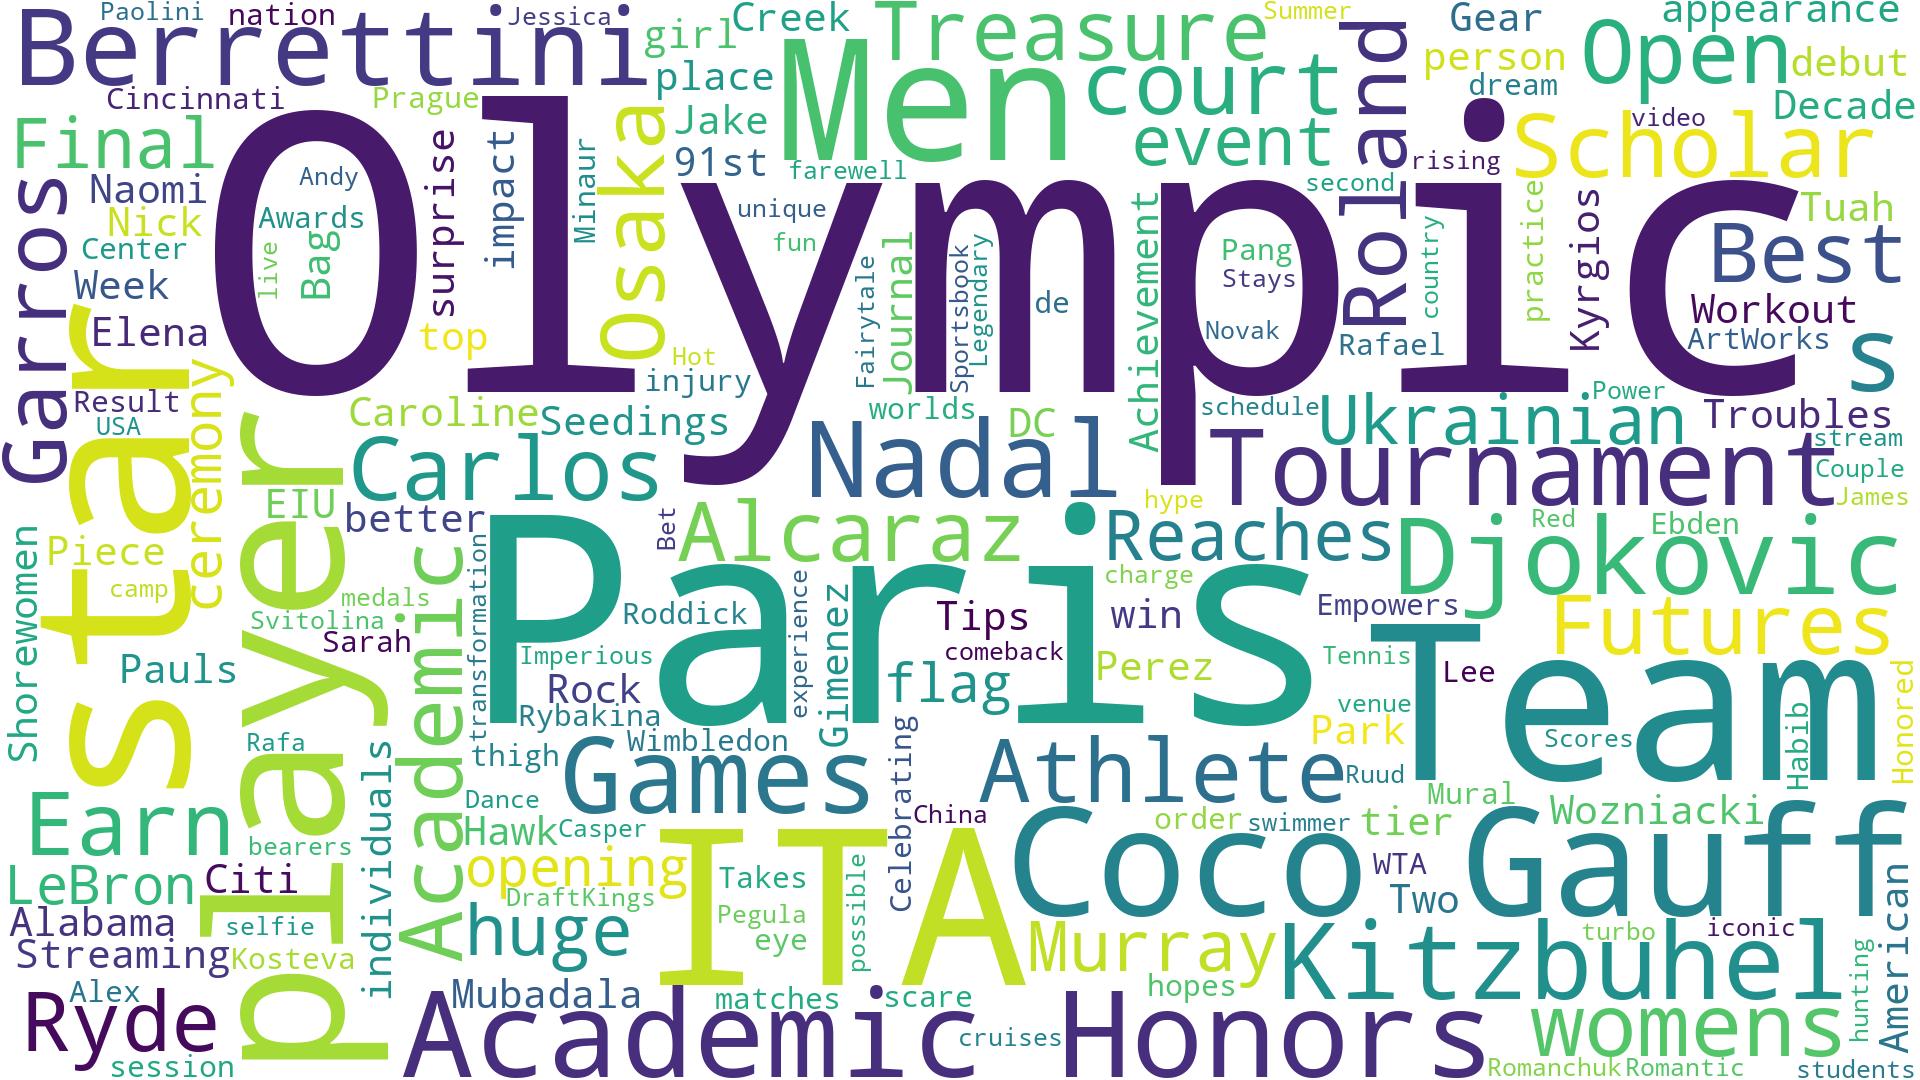 Paolini
nation
Jessica
Berrettini
girl
Creek
Treasure
Summer
Gear
appearance
place
Men
court
Roland
person
Open
debut
dream
Cincinnati
Prague
Jake
event
Decade
Final
surprise
impact
Minaur
Osaka
91st
farewell
rising
Scholar
video
Naomi
Andy
Olympic
second
Garros
Nick
Awards
unique
Achievement
Pang
country
practice
Kyrgios
Tuah
Center
live
Bag
fun
Journal
Sportsbook
Legendary
Best
Week
Fairytale
de
Stays
Workout
Elena
top
Hot
Novak
Rafael
ArtWorks
s
star
ceremony
injury
Result
USA
Caroline
Seedings
worlds
DC
schedule
Ukrainian
Power
Troubles
player
Carlos
Nadal
Tournament
stream
Couple
James
EIU
better
Bet
Alcaraz
hype
Reaches
Djokovic
Red
Ebden
Shorewomen
Piece
camp
Academic
transformation
Paris
charge
Svitolina
medals
Roddick
experience
Gimenez
Tips
win
Empowers
Futures
Sarah
Imperious
comeback
Perez
Tennis
Team
Lee
Pauls
Rock
flag
Rybakina
venue
Honored
Rafa
thigh
Wimbledon
Celebrating
Park
Scores
Habib
individuals
Games
Athlete
Ruud
Earn
bearers
Dance
Mural
Wozniacki
Hawk
Casper
China
Coco
order
swimmer
tier
Gauff
LeBron
Citi
opening
ITA
Takes
possible
WTA
Two
American
DraftKings
Alabama
selfie
huge
Pegula
eye
Murray
Kitzbuhel
turbo
iconic
Streaming
Kosteva
hunting
Ryde
Alex
Mubadala
matches
scare
hopes
session
Academic
cruises
Honors
womens
Romanchuk
Romantic
students